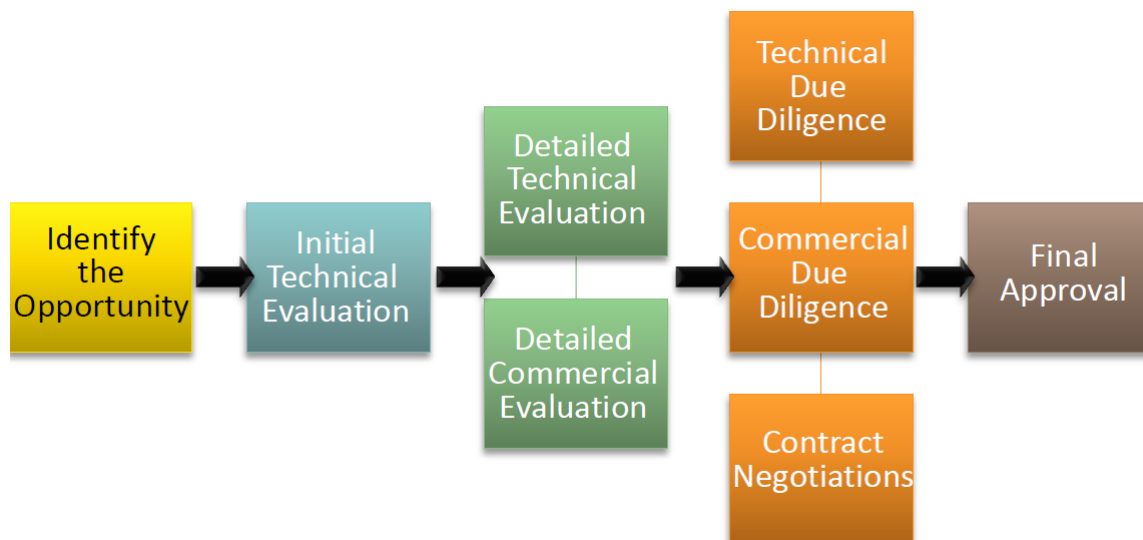 Identify
the
Opportunity
Initial
Technical
Evaluation
Detailed
Technical
Evaluation
Detailed
Commercial
Evaluation
Technical
Due
Diligence
Commercial
Due
Diligence
Contract
Negotiations
Final
Approval